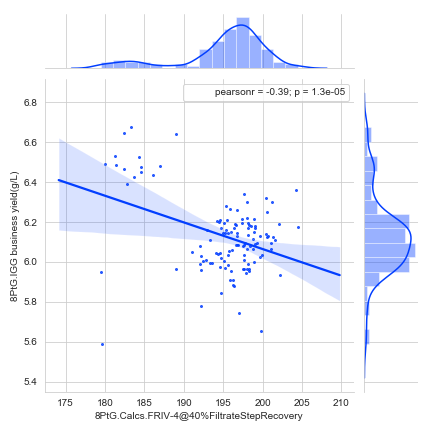 pearsonr = -0.39; p = 1.3e-05
6.8
6.6
6.4
6.2
6.0
5.8
5.6
5.4
8PtG.IGC business yield(g/L)
175 180 185 190 195 200 205 210
8PtG.Calcs.FRIV-4@40%FiltrateStepRecovery